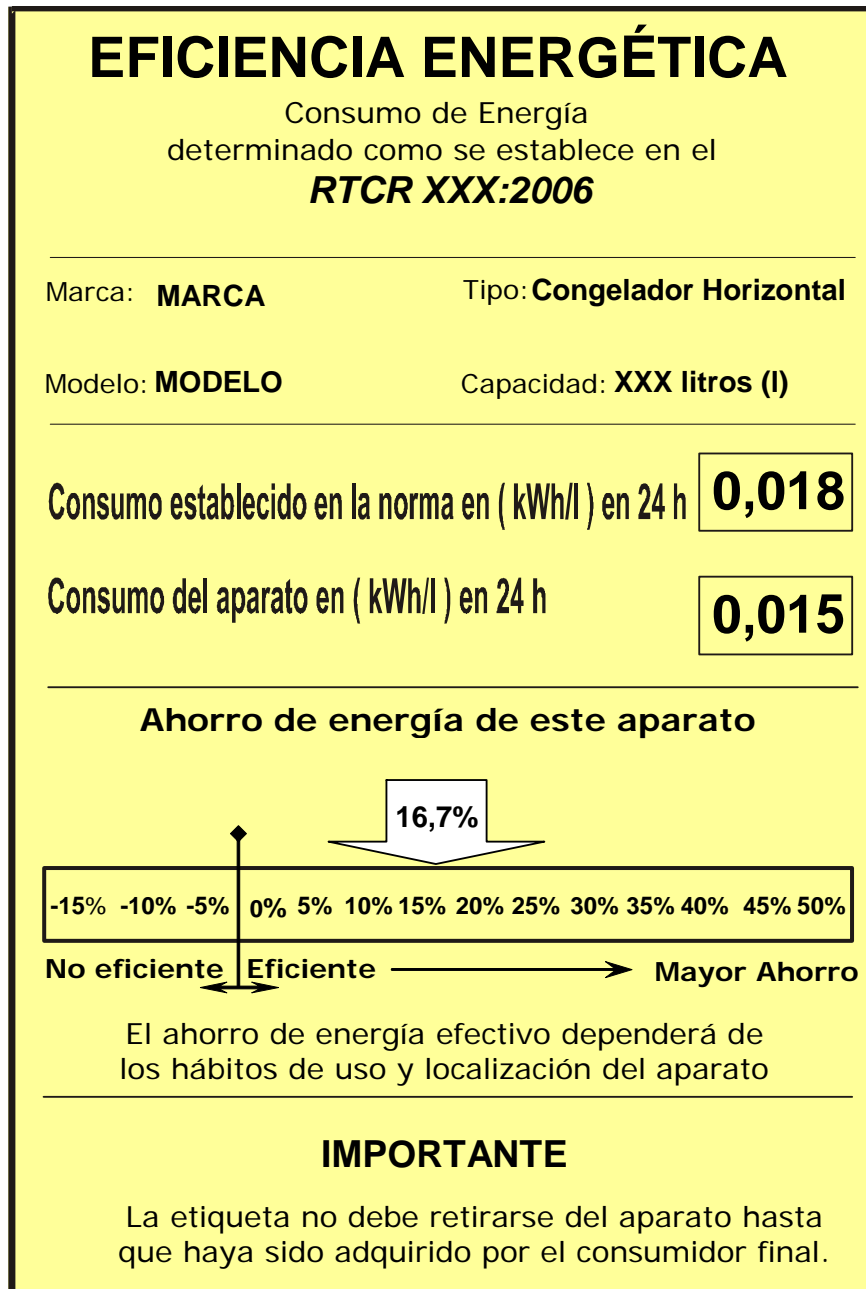 EFICIENCIA ENERGÉTICA
Consumo de Energía
determinado como se establece en el
RTCR XXX:2006
Marca: MARCA Tipo: Congelador Horizontal
Modelo: MODELO Capacidad: XXX litros (l)
Consumo establecido en la norma en ( kWh/l ) en 24 h 0,018
Consumo del aparato en ( kWh/l ) en 24 h 0,015
Ahorro de energía de este aparato
16,7%
-15% -10% -5% 0% 5% 10% 15% 20% 25% 30% 35% 40% 45% 50%
No eficiente Eficiente Mayor Ahorro
El ahorro de energía efectivo dependerá de
los hábitos de uso y localización del aparato
IMPORTANTE
La etiqueta no debe retirarse del aparato hasta
que haya sido adquirido por el consumidor final.